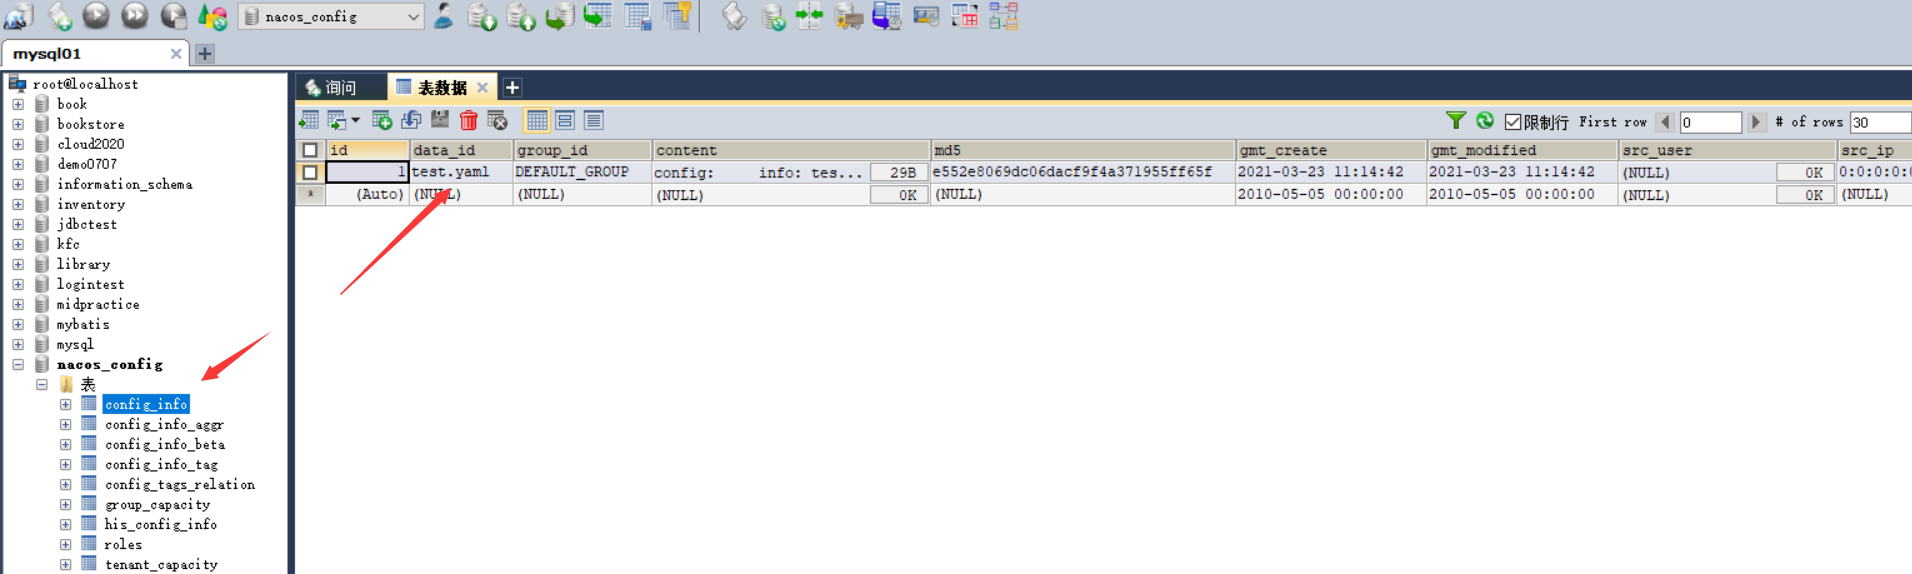 nacos_config
mysql01
root@localhost
book
bookstore
cloud2020
demo0707
information_schema
inventory
jdbctest
kfc
library
logintest
midpractice
mybatis
mysql
nacos_config
表
config_info
config_info_aggr
config_info_beta
config_info_tag
config_tags_relation
group_capacity
his_config_info
roles
tenant_capacity
询问 表数据
限制行 First row 0 # of rows 30
id data_id group_id content md5 gmt_create gmt_modified src_user src_ip
1 test.yaml DEFAULT_GROUP config: info: tes... 29B e552e8069dc06dacf9f4a371955ff65f 2021-03-23 11:14:42 2021-03-23 11:14:42 (NULL) 0K 0:0:0:0:
* (Auto) (NULL) (NULL) (NULL) 0K (NULL) 2010-05-05 00:00:00 2010-05-05 00:00:00 (NULL) 0K (NULL)